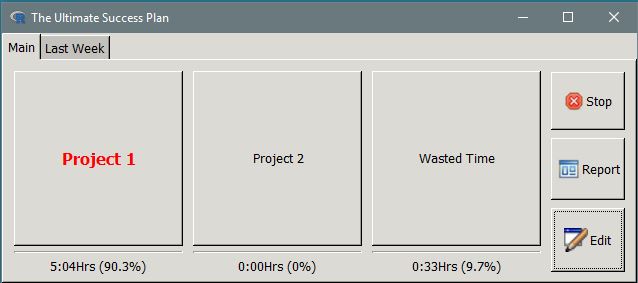 The Ultimate Success Plan
Main Last Week
Project 1
Project 2
Wasted Time
Stop
Report
Edit
5:04Hrs (90.3%)
0:00Hrs (0%)
0:33Hrs (9.7%)